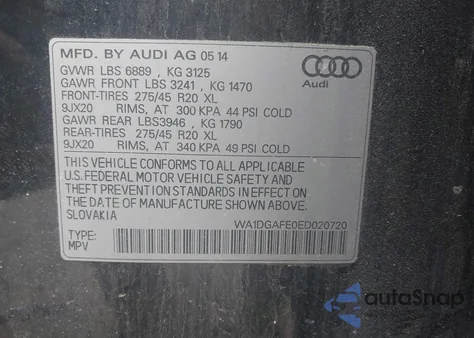 MFD. BY AUDI AG 05 14
GVWR LBS 6889 , KG 3125
GAWR FRONT LBS 3241 , KG 1470
FRONT-TIRES 275/45 R20 XL
9JX20 RIMS, AT 300 KPA 44 PSI COLD
GAWR REAR LBS3946 , KG 1790
REAR-TIRES 275/45 R20 XL
9JX20 RIMS, AT 340 KPA 49 PSI COLD
Audi
THIS VEHICLE CONFORMS TO ALL APPLICABLE
U.S. FEDERAL MOTOR VEHICLE SAFETY AND
THEFT PREVENTION STANDARDS IN EFFECT ON
THE DATE OF MANUFACTURE SHOWN ABOVE.
SLOVAKIA
WA1DGAFE0ED020720
TYPE:
MPV
autoSnap